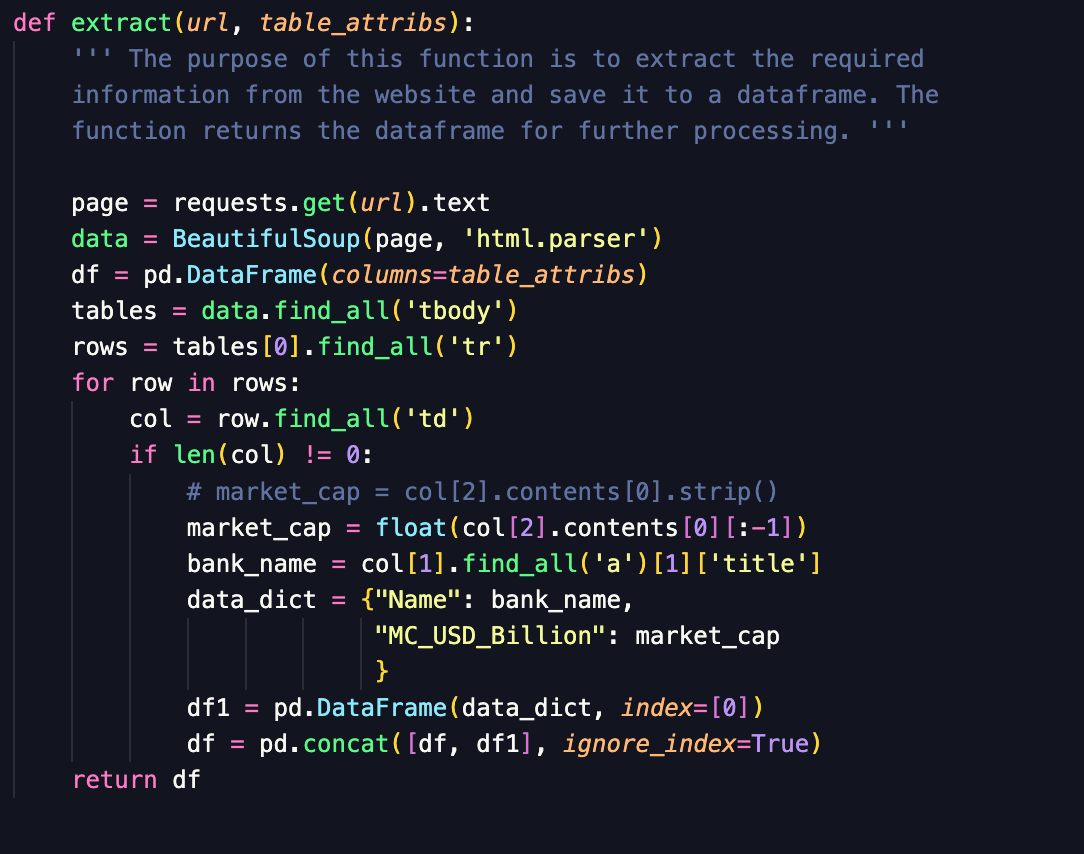 def extract(url, table_attribs):
    ''' The purpose of this function is to extract the required
    information from the website and save it to a dataframe. The
    function returns the dataframe for further processing. '''

    page = requests.get(url).text
    data = BeautifulSoup(page, 'html.parser')
    df = pd.DataFrame(columns=table_attribs)
    tables = data.find_all('tbody')
    rows = tables[0].find_all('tr')
    for row in rows:
        col = row.find_all('td')
        if len(col) != 0:
            # market_cap = col[2].contents[0].strip()
            market_cap = float(col[2].contents[0][:-1])
            bank_name = col[1].find_all('a')[1]['title']
            data_dict = {"Name": bank_name,
                         "MC_USD_Billion": market_cap
                         }
            df1 = pd.DataFrame(data_dict, index=[0])
            df = pd.concat([df, df1], ignore_index=True)
    return df